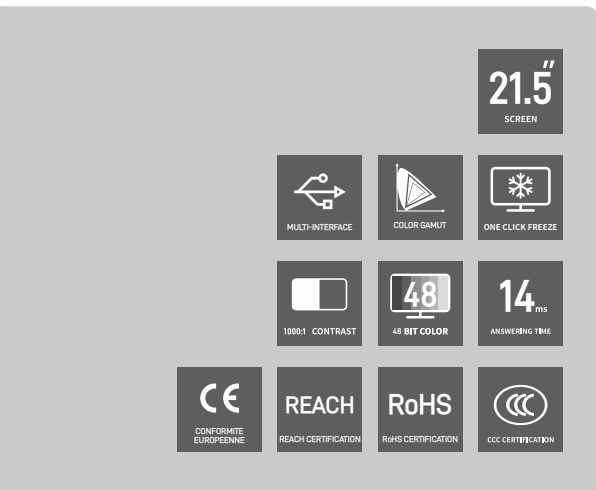 21.5″
SCREEN
MULTI-INTERFACE
COLOR GAMUT
ONE CLICK FREEZE
1000:1 CONTRAST
48
48 BIT COLOR
14ms
ANSWERING TIME
CE
CONFORMITE
EUROPEENNE
REACH
REACH CERTIFICATION
RoHS
RoHS CERTIFICATION
CCC
CCC CERTIFICATION